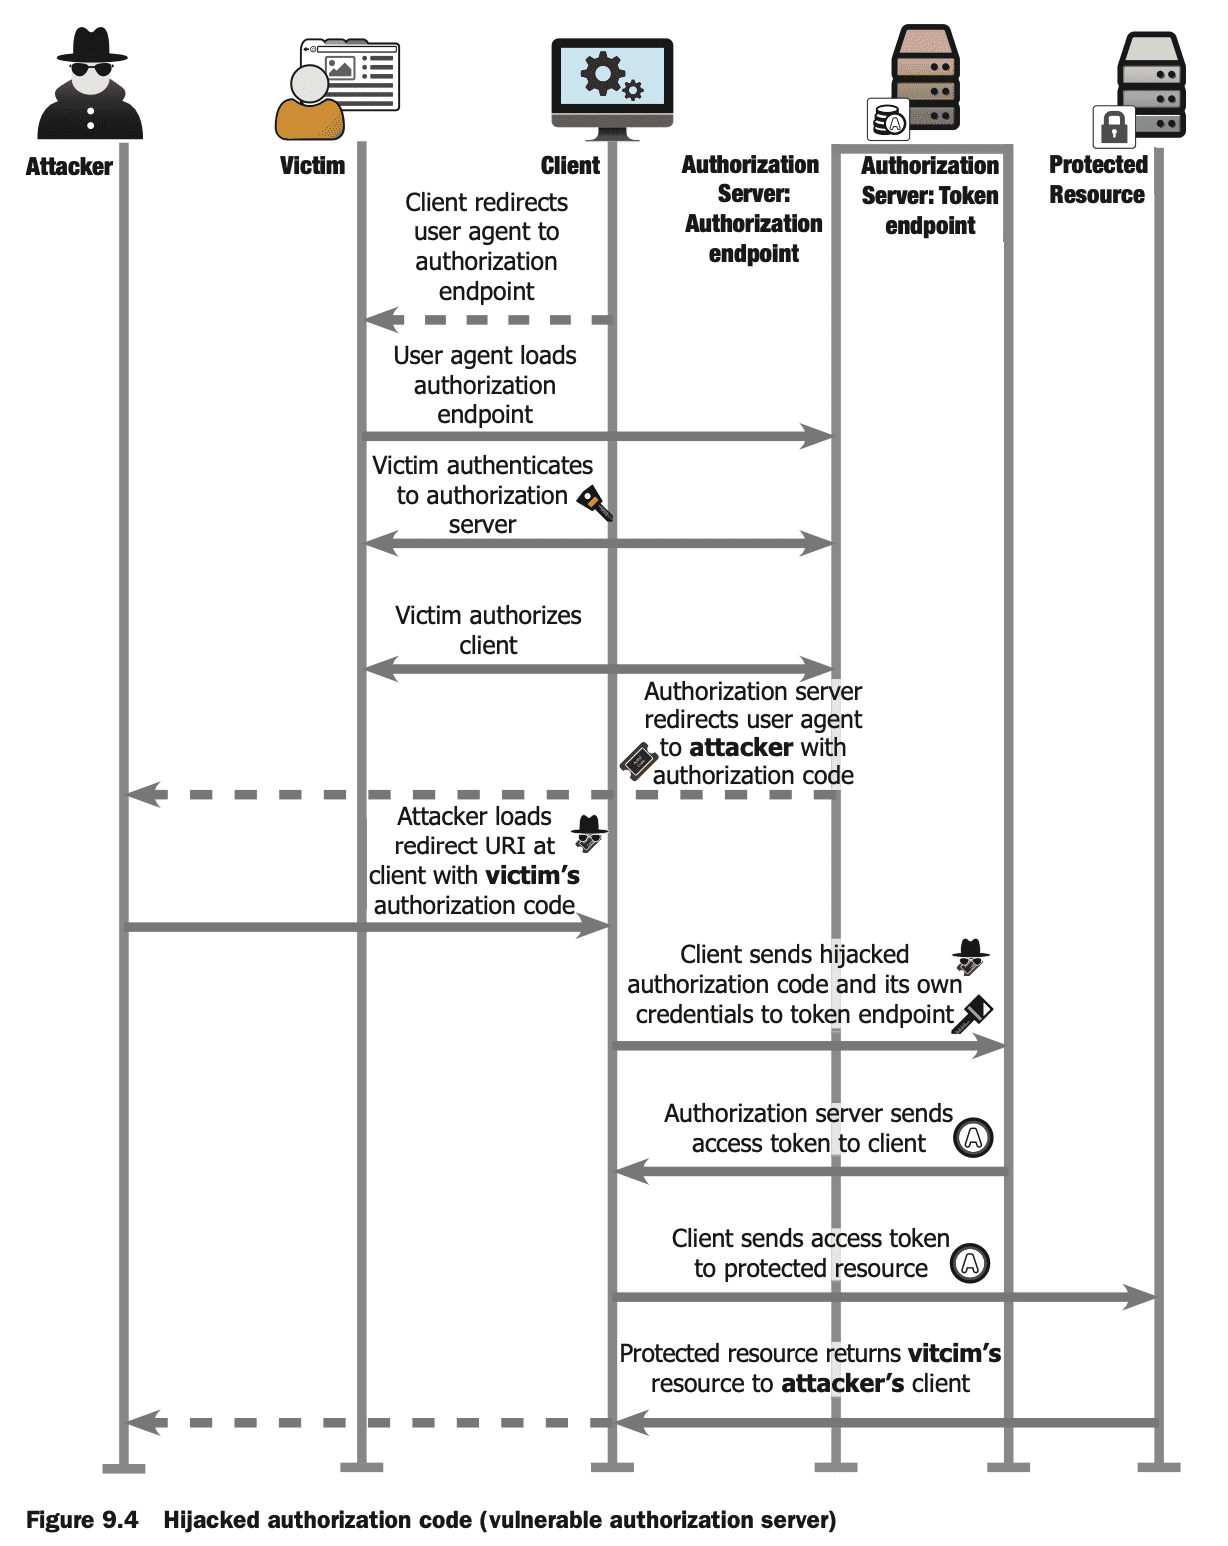 Attacker
Victim
Client
Authorization
Server:
Authorization
endpoint
Authorization
Server: Token
endpoint
Protected
Resource
A
Client redirects
user agent to
authorization
endpoint
User agent loads
authorization
endpoint
Victim authenticates
to authorization
server
Victim authorizes
client
Authorization server
redirects user agent
to attacker with
authorization code
Attacker loads
redirect URI at
client with victim's
authorization code
Client sends hijacked
authorization code and its own
credentials to token endpoint
Authorization server sends
access token to client
A
Client sends access token
to protected resource
A
Protected resource returns vitcim's
resource to attacker's client
Figure 9.4 Hijacked authorization code (vulnerable authorization server)